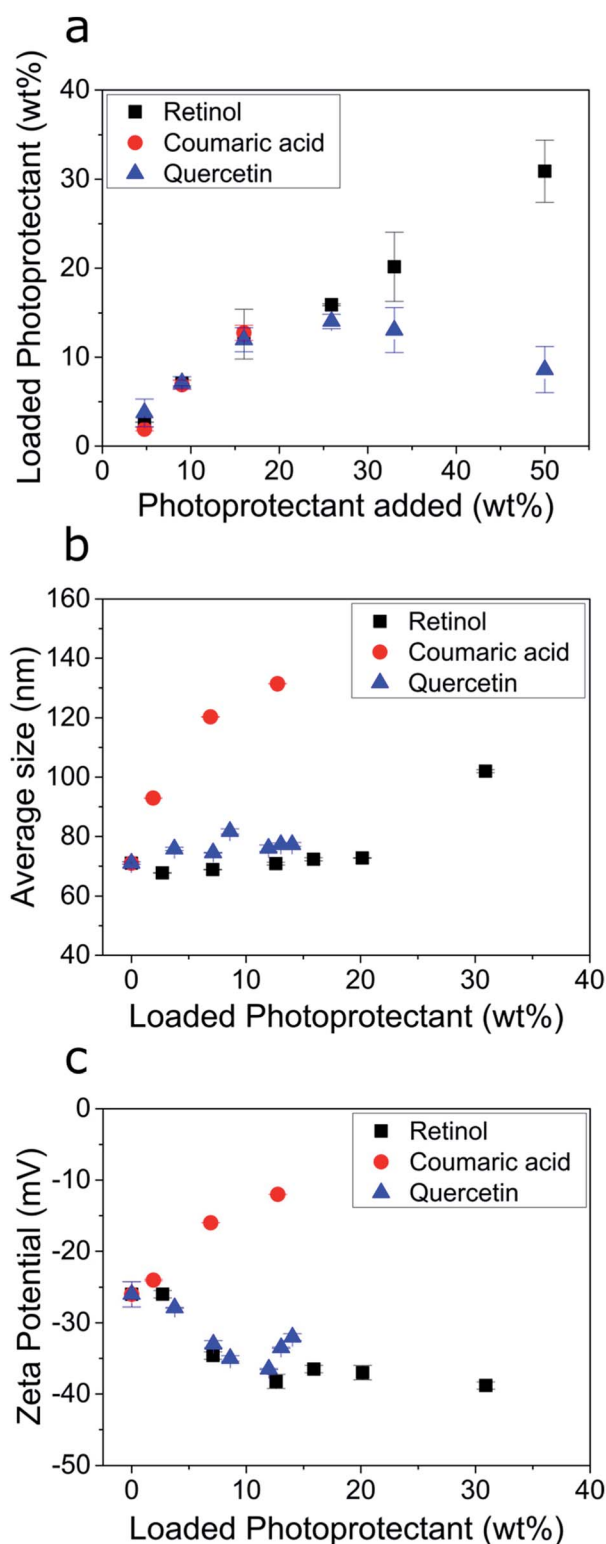 a
Loaded Photoprotectant (wt%)
40
30
20
10
0
Retinol
Coumaric acid
Quercetin
0 10 20 30 40 50
Photoprotectant added (wt%)
b
Average size (nm)
160
140
120
100
80
60
40
Retinol
Coumaric acid
Quercetin
0 10 20 30 40
Loaded Photoprotectant (wt%)
c
Zeta Potential (mV)
0
-10
-20
-30
-40
-50
Retinol
Coumaric acid
Quercetin
0 10 20 30 40
Loaded Photoprotectant (wt%)